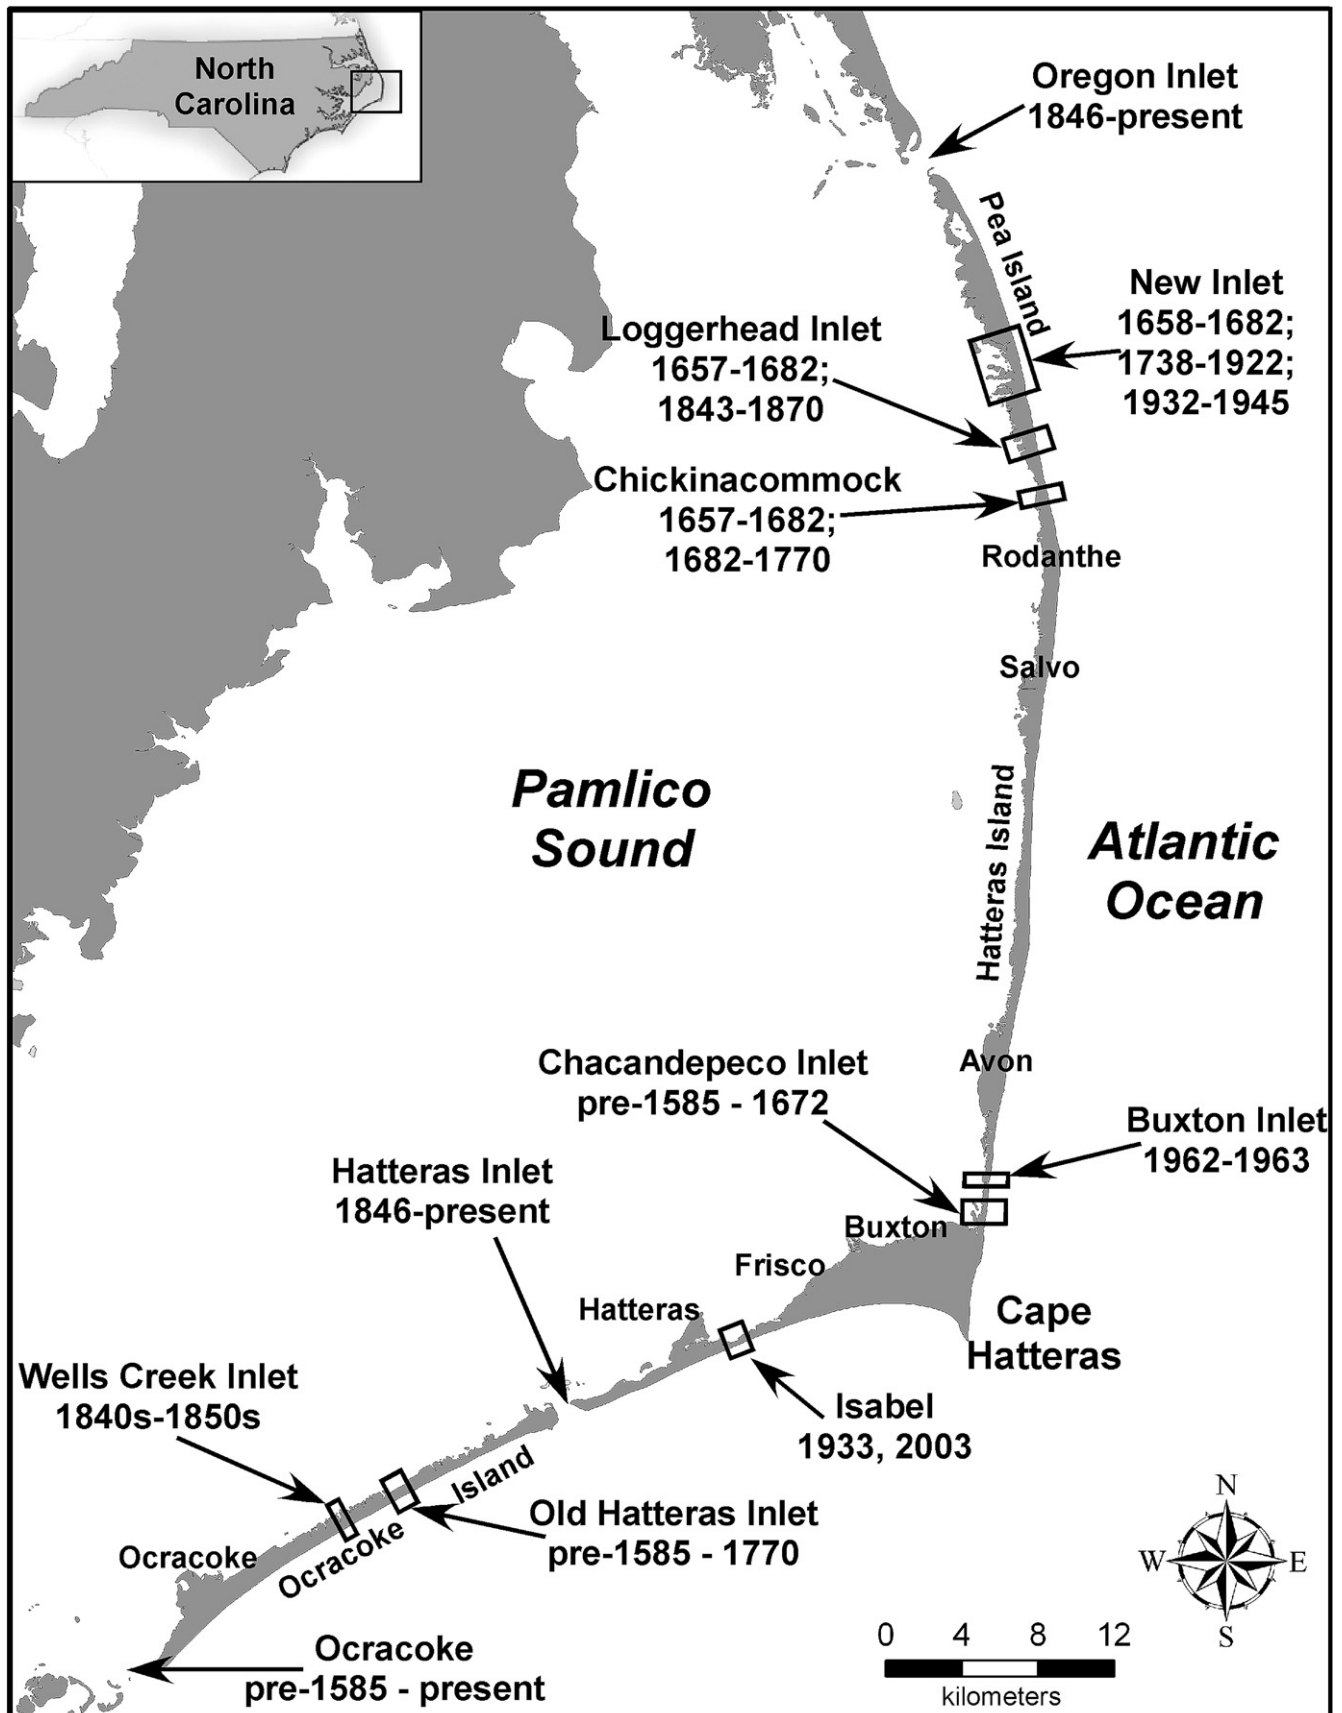 North
Carolina
Oregon Inlet
1846-present
Pea Island
New Inlet
1658-1682;
1738-1922;
1932-1945
Loggerhead Inlet
1657-1682;
1843-1870
Chickinacommock
1657-1682;
1682-1770
Rodanthe
Salvo
Pamlico
Sound
Hatteras Island
Atlantic
Ocean
Avon
Chacandepeco Inlet
pre-1585 - 1672
Buxton Inlet
1962-1963
Hatteras Inlet
1846-present
Buxton
Frisco
Hatteras
Cape
Hatteras
Wells Creek Inlet
1840s-1850s
Isabel
1933, 2003
Ocracoke Island
Old Hatteras Inlet
pre-1585 - 1770
Ocracoke
Ocracoke
pre-1585 - present
N
W E
S
0 4 8 12
kilometers